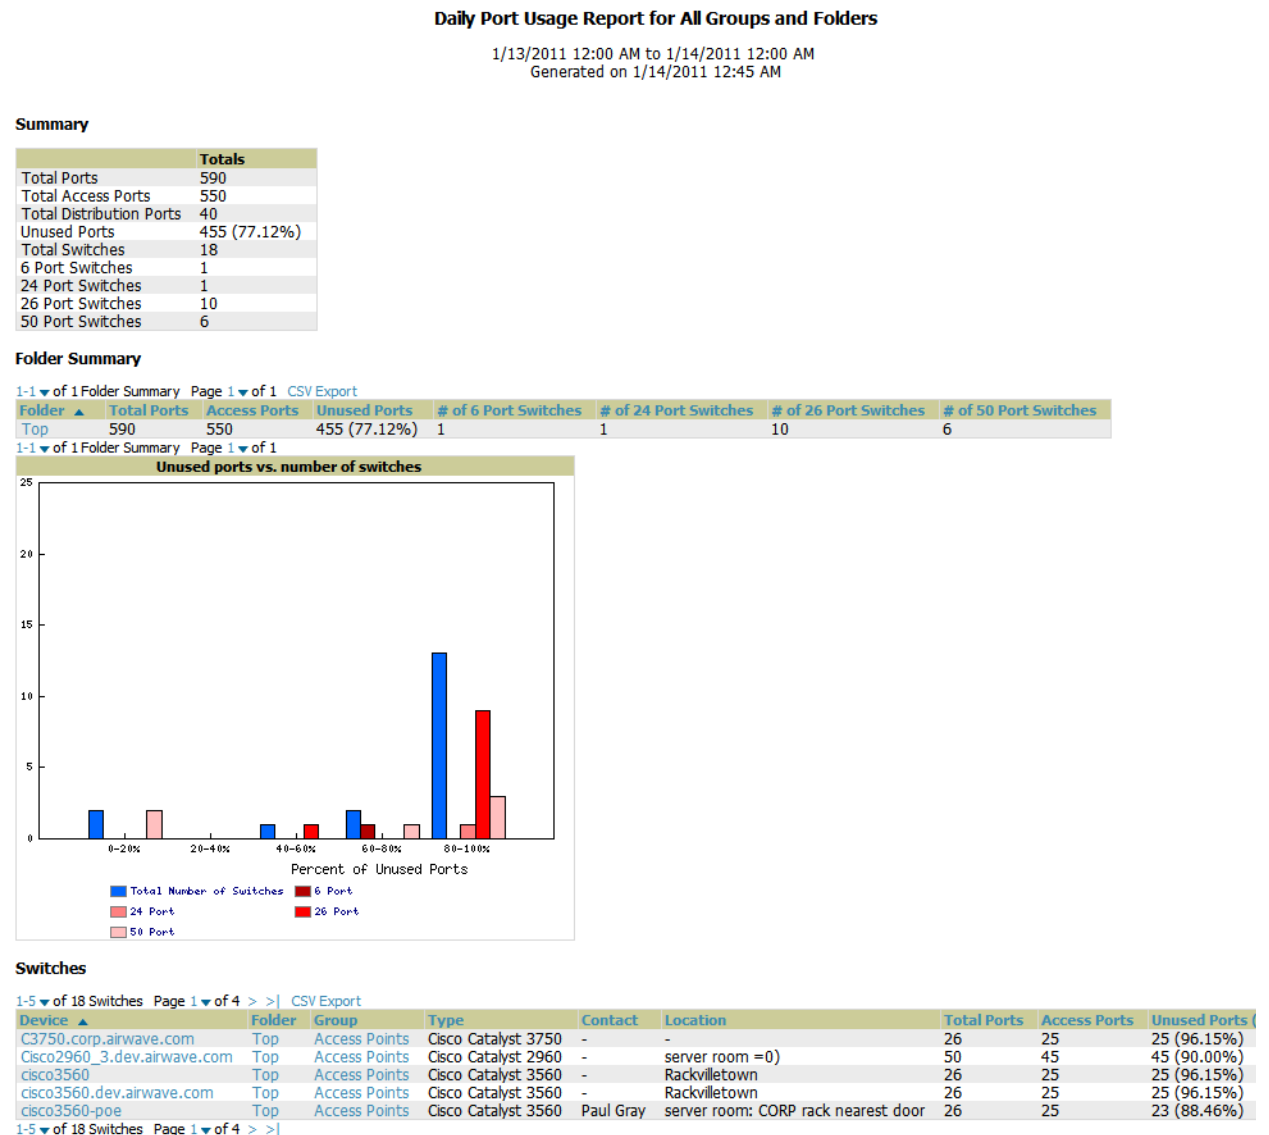 Daily Port Usage Report for All Groups and Folders
1/13/2011 12:00 AM to 1/14/2011 12:00 AM
Generated on 1/14/2011 12:45 AM
Summary
Totals
Total Ports 590
Total Access Ports 550
Total Distribution Ports 40
Unused Ports 455 (77.12%)
Total Switches 18
6 Port Switches 1
24 Port Switches 1
26 Port Switches 10
50 Port Switches 6
Folder Summary
1-1 ▼ of 1 Folder Summary Page 1 ▼ of 1 CSV Export
Folder ▲ Total Ports Access Ports Unused Ports # of 6 Port Switches # of 24 Port Switches # of 26 Port Switches # of 50 Port Switches
Top 590 550 455 (77.12%) 1 1 10 6
1-1 ▼ of 1 Folder Summary Page 1 ▼ of 1
Unused ports vs. number of switches
25
20
15
10
5
0
0-20% 20-40% 40-60% 60-80% 80-100%
Percent of Unused Ports
Total Number of Switches 6 Port
24 Port 26 Port
50 Port
Switches
1-5 ▼ of 18 Switches Page 1 ▼ of 4 > >| CSV Export
Device ▲ Folder Group Type Contact Location Total Ports Access Ports Unused Ports (
C3750.corp.airwave.com Top Access Points Cisco Catalyst 3750 - - 26 25 25 (96.15%)
Cisco2960_3.dev.airwave.com Top Access Points Cisco Catalyst 2960 - server room =0) 50 45 45 (90.00%)
cisco3560 Top Access Points Cisco Catalyst 3560 - Rackvilletown 26 25 25 (96.15%)
cisco3560.dev.airwave.com Top Access Points Cisco Catalyst 3560 - Rackvilletown 26 25 25 (96.15%)
cisco3560-poe Top Access Points Cisco Catalyst 3560 Paul Gray server room: CORP rack nearest door 26 25 23 (88.46%)
1-5 ▼ of 18 Switches Page 1 ▼ of 4 > >|